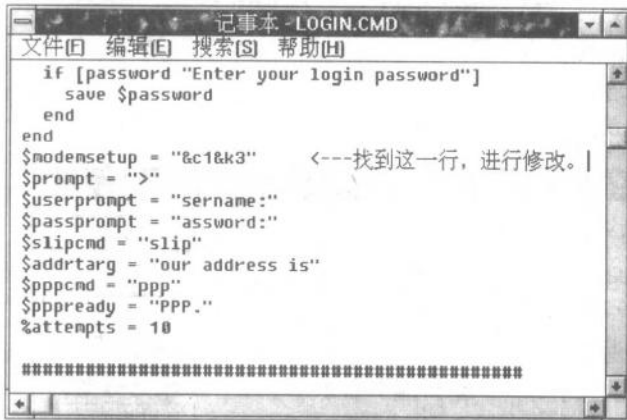 记事本 - LOGIN.CMD
文件(F) 编辑(E) 搜索(S) 帮助(H)
if [password "Enter your login password"]
save $password
end
end
$modemsetup = "&c1&k3" <---找到这一行，进行修改。
$prompt = ">"
$userprompt = "sername:"
$passprompt = "assword:"
$slipcmd = "slip"
$addrtarg = "our address is"
$pppcmd = "ppp"
$pppready = "PPP."
%attempts = 10
###############################################